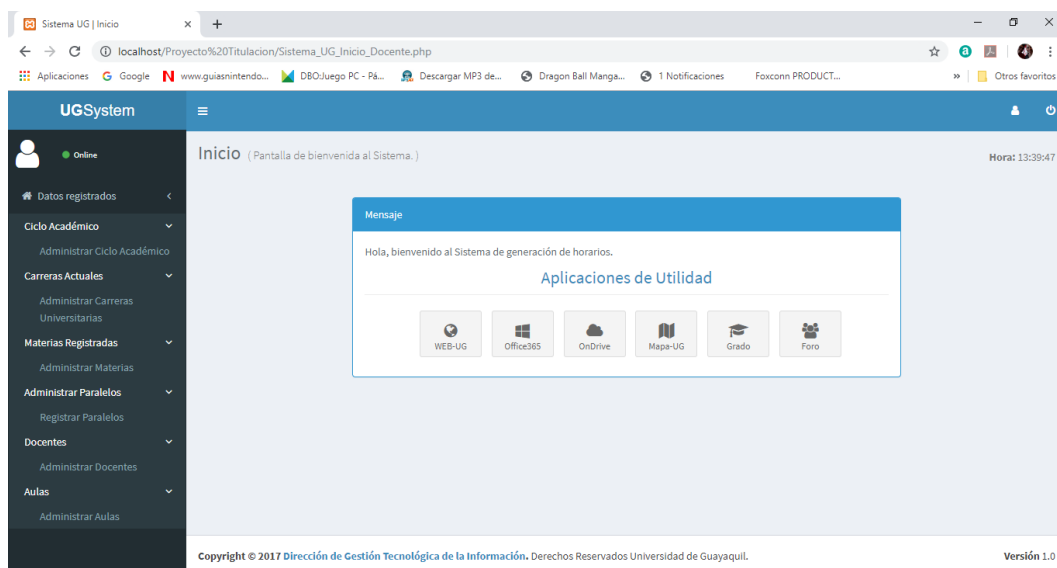 Sistema UG | Inicio
localhost/Proyecto%20Titulacion/Sistema_UG_Inicio_Docente.php
Aplicaciones Google www.guiasnintendo... DBO:Juego PC - Pá... Descargar MP3 de... Dragon Ball Manga... 1 Notificaciones Foxconn PRODUCT... » Otros favoritos
UGSystem
Online
Inicio ( Pantalla de bienvenida al Sistema. )
Hora: 13:39:47
Datos registrados
Ciclo Académico
Administrar Ciclo Académico
Carreras Actuales
Administrar Carreras
Universitarias
Materias Registradas
Administrar Materias
Administrar Paralelos
Registrar Paralelos
Docentes
Administrar Docentes
Aulas
Administrar Aulas
Mensaje
Hola, bienvenido al Sistema de generación de horarios.
Aplicaciones de Utilidad
WEB-UG Office365 OnDrive Mapa-UG Grado Foro
Copyright © 2017 Dirección de Gestión Tecnológica de la Información. Derechos Reservados Universidad de Guayaquil.
Versión 1.0